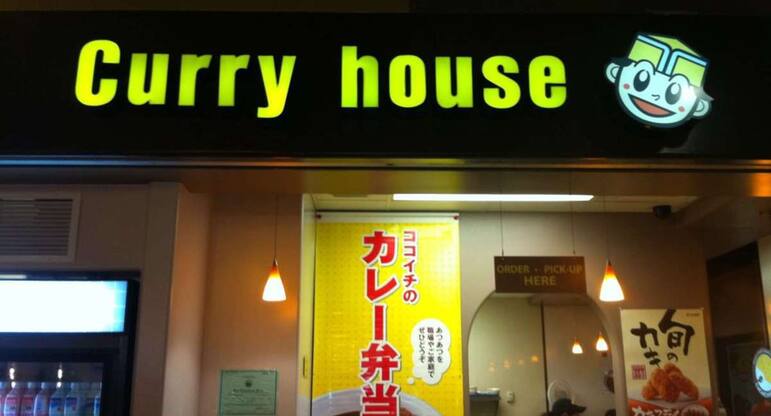 Curry house
ココイチの
カレー弁当
あつあつを
職場やご家庭で
ぜひどうぞ
ORDER · PICK-UP
HERE
旬の
カキ